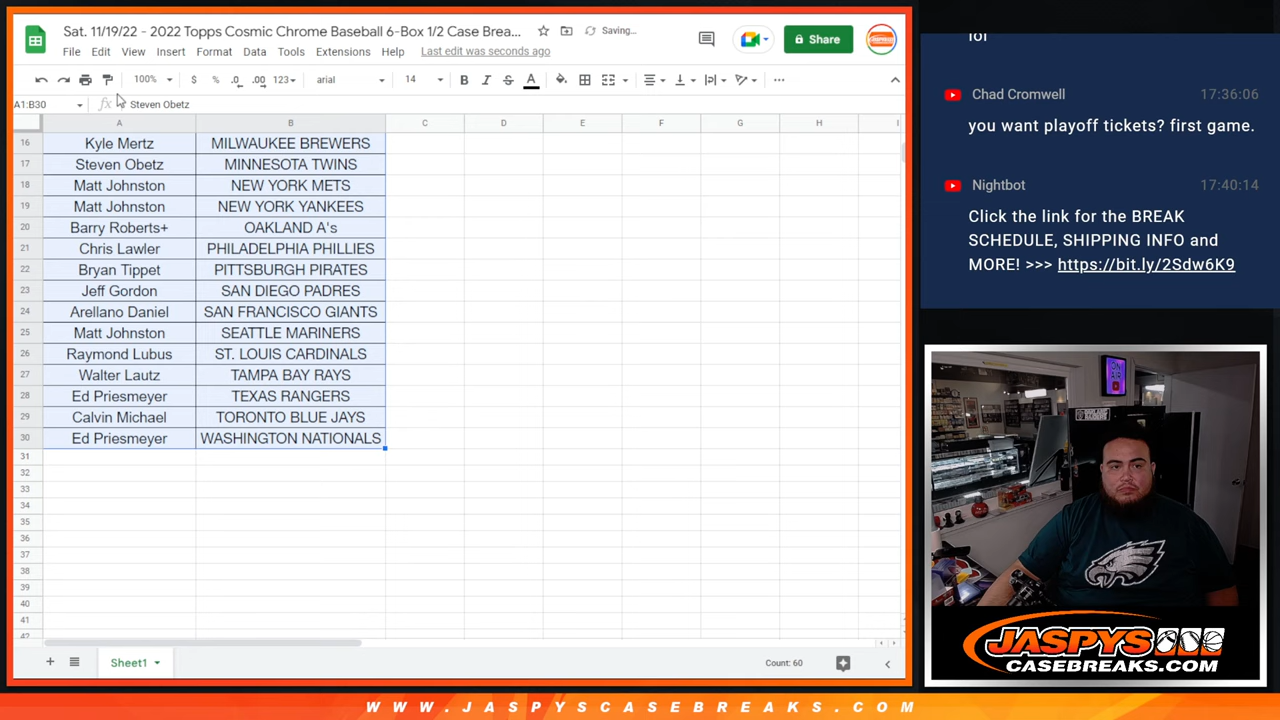 Sat. 11/19/22 - 2022 Topps Cosmic Chrome Baseball 6-Box 1/2 Case Brea...
Saving...
File Edit View Insert Format Data Tools Extensions Help Last edit was seconds ago
Share
100% $ % .0 .00 123 arial 14 B I S A
A1:B30 fx Steven Obetz
A B C D E F G H I
16 Kyle Mertz MILWAUKEE BREWERS
17 Steven Obetz MINNESOTA TWINS
18 Matt Johnston NEW YORK METS
19 Matt Johnston NEW YORK YANKEES
20 Barry Roberts+ OAKLAND A's
21 Chris Lawler PHILADELPHIA PHILLIES
22 Bryan Tippet PITTSBURGH PIRATES
23 Jeff Gordon SAN DIEGO PADRES
24 Arellano Daniel SAN FRANCISCO GIANTS
25 Matt Johnston SEATTLE MARINERS
26 Raymond Lubus ST. LOUIS CARDINALS
27 Walter Lautz TAMPA BAY RAYS
28 Ed Priesmeyer TEXAS RANGERS
29 Calvin Michael TORONTO BLUE JAYS
30 Ed Priesmeyer WASHINGTON NATIONALS
31
32
33
34
35
36
37
38
39
40
41
42
Sheet1
Count: 60
lol
Chad Cromwell 17:36:06
you want playoff tickets? first game.
Nightbot 17:40:14
Click the link for the BREAK
SCHEDULE, SHIPPING INFO and
MORE! >>> https://bit.ly/2Sdw6K9
ON
AIR
JASPYS
CASEBREAKS.COM
WWW.JASPYSCASEBREAKS.COM